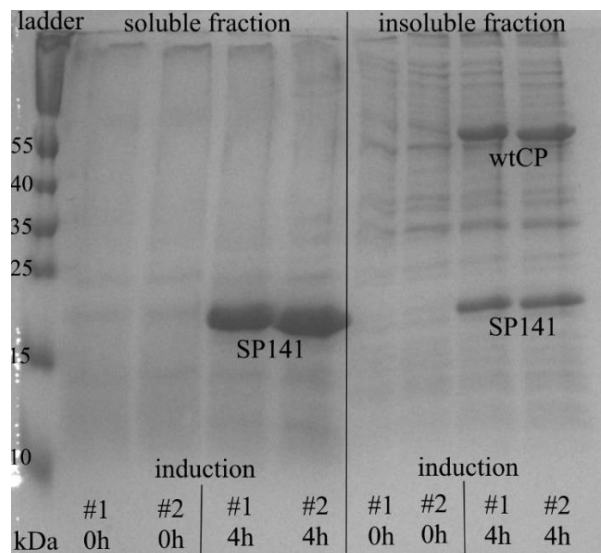 ladder soluble fraction insoluble fraction
55
wtCP
40
35
25
SP141
SP141
15
10
induction induction
#1 #2 #1 #2 #1 #2 #1 #2
kDa 0h 0h 4h 4h 0h 0h 4h 4h